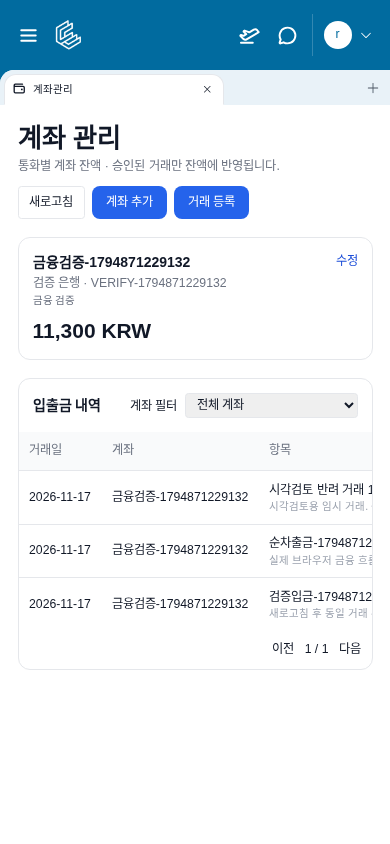 r
계좌관리
계좌 관리
통화별 계좌 잔액 · 승인된 거래만 잔액에 반영됩니다.
새로고침 계좌 추가 거래 등록
금융검증-1794871229132 수정
검증 은행 · VERIFY-1794871229132
금융 검증
11,300 KRW
입출금 내역 계좌 필터 전체 계좌
거래일 계좌 항목
2026-11-17 금융검증-1794871229132 시각검토 반려 거래 1
시각검토용 임시 거래.
2026-11-17 금융검증-1794871229132 순차출금-17948712
실제 브라우저 금융 흐
2026-11-17 금융검증-1794871229132 검증입금-1794872
새로고침 후 동일 거래
이전 1 / 1 다음